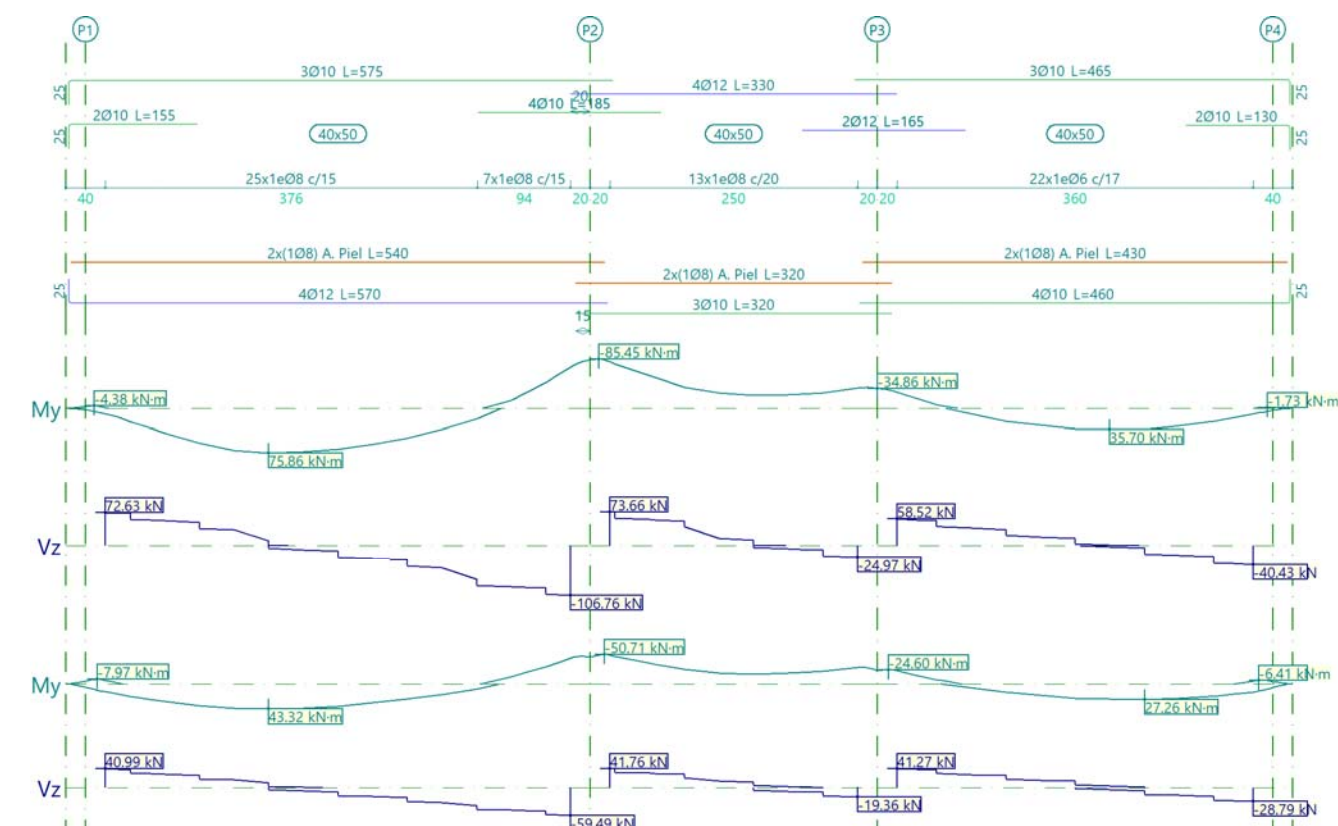 P1 P2 P3 P4
3Ø10 L=575 3Ø10 L=465
25 4Ø12 L=330 25
20
4Ø10 L=185
2Ø10 L=155 2Ø12 L=165 2Ø10 L=130
25 40x50 40x50 40x50 25
25x1eØ8 c/15 7x1eØ8 c/15 13x1eØ8 c/20 22x1eØ6 c/17
40 376 94 20 20 250 20 20 360 40
2x(1Ø8) A. Piel L=540 2x(1Ø8) A. Piel L=430
2x(1Ø8) A. Piel L=320
25 4Ø12 L=570 4Ø10 L=460 25
3Ø10 L=320
15
-85.45 kN·m
-34.86 kN·m
My -4.38 kN·m -1.73 kN·m
75.86 kN·m 35.70 kN·m
72.63 kN 73.66 kN 58.52 kN
Vz
-24.97 kN -40.43 kN
-106.76 kN
-50.71 kN·m
-7.97 kN·m -24.60 kN·m -6.41 kN·m
My
43.32 kN·m 27.26 kN·m
40.99 kN 41.76 kN 41.27 kN
Vz
-19.36 kN -28.79 kN
-59.49 kN